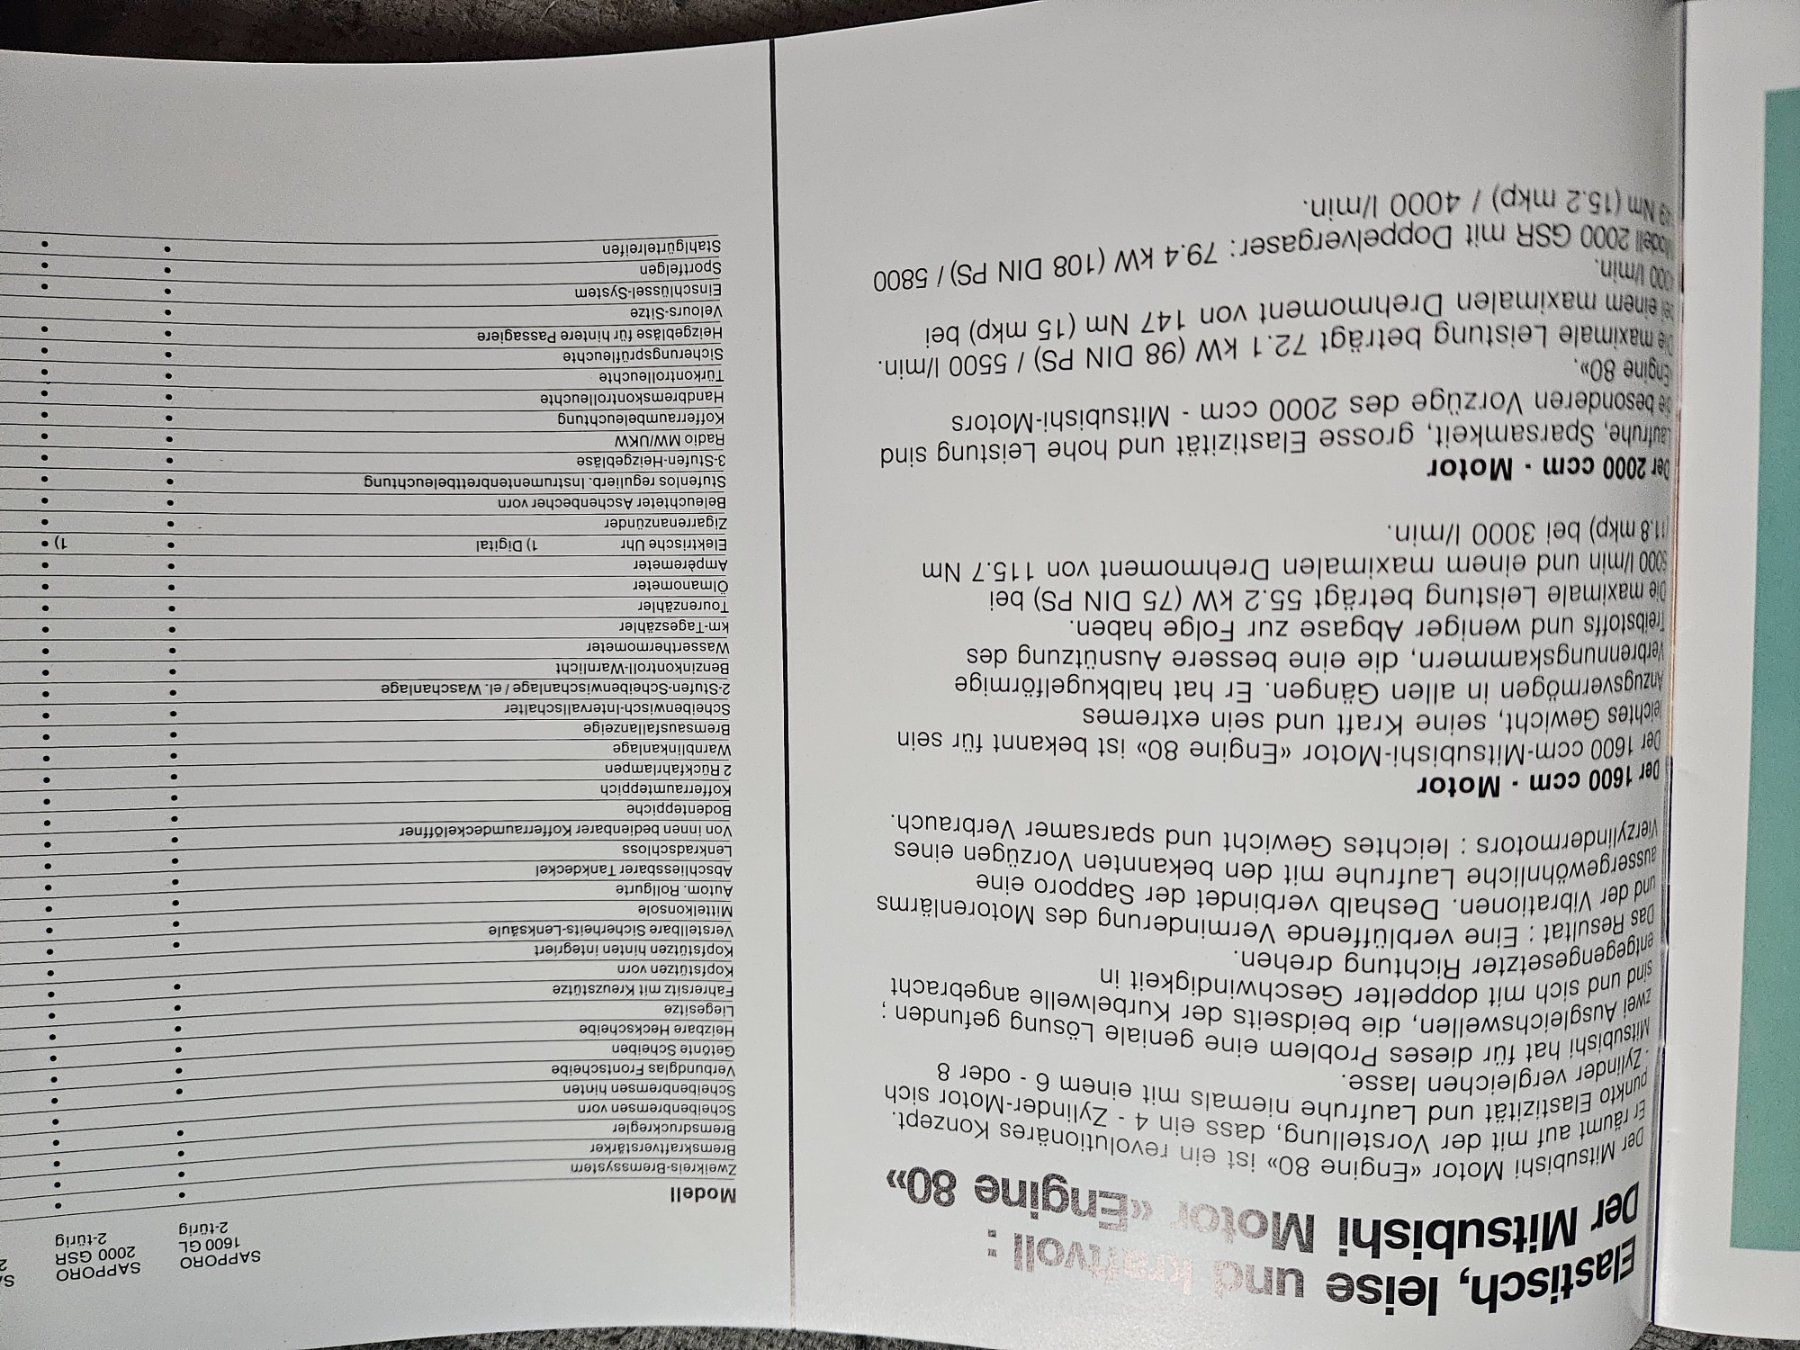 Elastisch, leise und kraftvoll :
Der Mitsubishi Motor «Engine 80»
Der Mitsubishi Motor «Engine 80» ist ein revolutionäres Konzept.
Er räumt auf mit der Vorstellung, dass ein 4 - Zylinder-Motor sich
punkto Elastizität und Laufruhe niemals mit einem 6 - oder 8
- Zylinder vergleichen lasse.
Mitsubishi hat für dieses Problem eine geniale Lösung gefunden ;
zwei Ausgleichswellen, die beidseits der Kurbelwelle angebracht
sind und sich mit doppelter Geschwindigkeit in
entgegengesetzter Richtung drehen.
Das Resultat : Eine verblüffende Verminderung des Motorenlärms
und der Vibrationen. Deshalb verbindet der Sapporo eine
aussergewöhnliche Laufruhe mit den bekannten Vorzügen eines
Vierzylindermotors : leichtes Gewicht und sparsamer Verbrauch.
Der 1600 ccm - Motor
Der 1600 ccm-Mitsubishi-Motor «Engine 80» ist bekannt für sein
leichtes Gewicht, seine Kraft und sein extremes
Anzugsvermögen in allen Gängen. Er hat halbkugelförmige
Verbrennungskammern, die eine bessere Ausnützung des
Treibstoffs und weniger Abgase zur Folge haben.
Die maximale Leistung beträgt 55.2 kW (75 DIN PS) bei
5000 l/min und einem maximalen Drehmoment von 115.7 Nm
(11.8 mkp) bei 3000 l/min.
Der 2000 ccm - Motor
Laufruhe, Sparsamkeit, grosse Elastizität und hohe Leistung sind
die besonderen Vorzüge des 2000 ccm - Mitsubishi-Motors
«Engine 80».
Die maximale Leistung beträgt 72.1 kW (98 DIN PS) / 5500 l/min.
bei einem maximalen Drehmoment von 147 Nm (15 mkp) bei
4000 l/min.
Modell 2000 GSR mit Doppelvergaser: 79.4 kW (108 DIN PS) / 5800
Nm (15.2 mkp) / 4000 l/min.
SAPPORO
1600 GL
2-türig
SAPPORO
2000 GSR
2-türig
Modell
Zweikreis-Bremssystem • •
Bremskraftverstärker • •
Bremsdruckregler •
Scheibenbremsen vorn • •
Scheibenbremsen hinten •
Verbundglas Frontscheibe • •
Getönte Scheiben •
Heizbare Heckscheibe • •
Liegesitze • •
Fahrersitz mit Kreuzstütze •
Kopfstützen vorn • •
Kopfstützen hinten integriert •
Verstellbare Sicherheits-Lenksäule • •
Mittelkonsole • •
Autom. Rollgurte • •
Abschliessbarer Tankdeckel • •
Lenkradschloss • •
Von innen bedienbarer Kofferraumdeckelöffner • •
Bodenteppiche • •
Kofferraumteppich • •
2 Rückfahrlampen • •
Warnblinkanlage • •
Bremsausfallanzeige • •
Scheibenwisch-Intervallschalter • •
2-Stufen-Scheibenwischanlage / el. Waschanlage • •
Benzinkontroll-Warnlicht • •
Wasserthermometer • •
km-Tageszähler • •
Tourenzähler • •
Ölmanometer • •
Ampèremeter • •
Elektrische Uhr 1) Digital • 1) •
Zigarrenanzünder • •
Beleuchteter Aschenbecher vorn • •
Stufenlos regulierb. Instrumentenbrettbeleuchtung • •
3-Stufen-Heizgebläse • •
Radio MW/UKW • •
Kofferraumbeleuchtung • •
Handbremskontrolleuchte • •
Türkontrolleuchte • •
Sicherungsprüfleuchte • •
Heizgebläse für hintere Passagiere • •
Velours-Sitze •
Einschlüssel-System • •
Sportfelgen • •
Stahlgürtelreifen • •